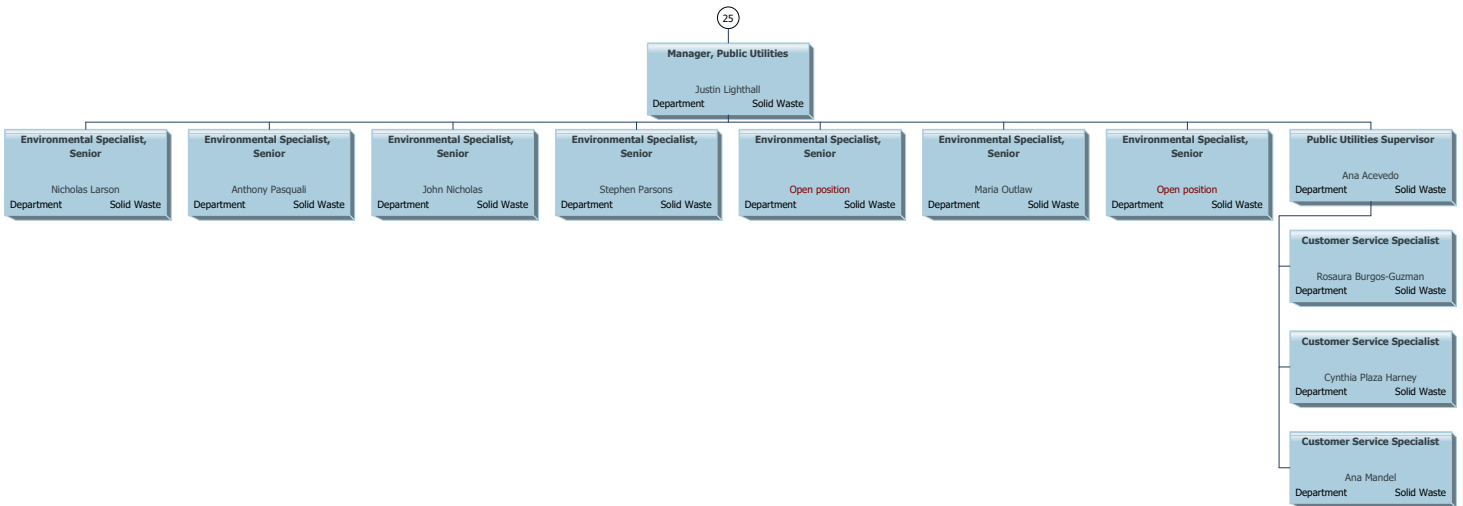 25
Manager, Public Utilities
Justin Lighthall
Department Solid Waste
Environmental Specialist,
Senior
Nicholas Larson
Department Solid Waste
Environmental Specialist,
Senior
Anthony Pasquali
Department Solid Waste
Environmental Specialist,
Senior
John Nicholas
Department Solid Waste
Environmental Specialist,
Senior
Stephen Parsons
Department Solid Waste
Environmental Specialist,
Senior
Open position
Department Solid Waste
Environmental Specialist,
Senior
Maria Outlaw
Department Solid Waste
Environmental Specialist,
Senior
Open position
Department Solid Waste
Public Utilities Supervisor
Ana Acevedo
Department Solid Waste
Customer Service Specialist
Rosaura Burgos-Guzman
Department Solid Waste
Customer Service Specialist
Cynthia Plaza Harney
Department Solid Waste
Customer Service Specialist
Ana Mandel
Department Solid Waste